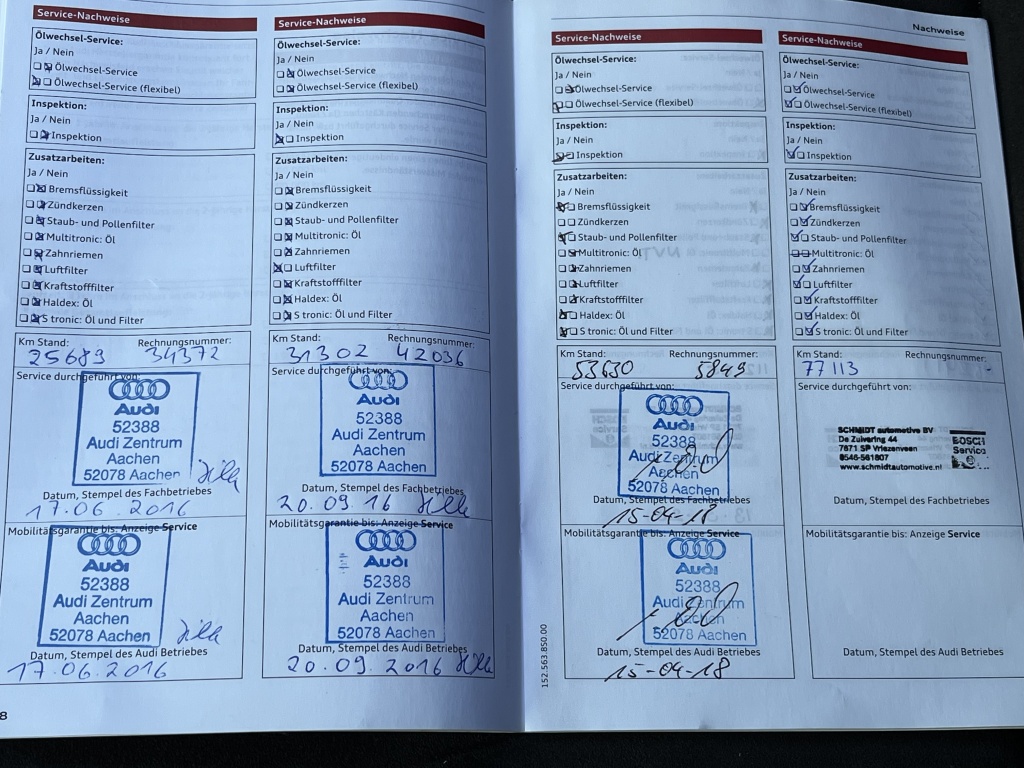 Service-Nachweise
Ölwechsel-Service:
Ja / Nein
Ölwechsel-Service
Ölwechsel-Service (flexibel)
Inspektion:
Ja / Nein
Inspektion
Zusatzarbeiten:
Ja / Nein
Bremsflüssigkeit
Zündkerzen
Staub- und Pollenfilter
Multitronic: Öl
Zahnriemen
Luftfilter
Kraftstofffilter
Haldex: Öl
S tronic: Öl und Filter
Km Stand: Rechnungsnummer:
25689 34372
Service durchgeführt von:
Audi
52388
Audi Zentrum
Aachen
52078 Aachen
Datum, Stempel des Fachbetriebes
17.06.2016
Mobilitätsgarantie bis: Anzeige Service
Audi
52388
Audi Zentrum
Aachen
52078 Aachen
Datum, Stempel des Audi Betriebes
17.06.2016
8
Service-Nachweise
Ölwechsel-Service:
Ja / Nein
Ölwechsel-Service
Ölwechsel-Service (flexibel)
Inspektion:
Ja / Nein
Inspektion
Zusatzarbeiten:
Ja / Nein
Bremsflüssigkeit
Zündkerzen
Staub- und Pollenfilter
Multitronic: Öl
Zahnriemen
Luftfilter
Kraftstofffilter
Haldex: Öl
S tronic: Öl und Filter
Km Stand: Rechnungsnummer:
31302 42036
Service durchgeführt von:
Audi
52388
Audi Zentrum
Aachen
52078 Aachen
Datum, Stempel des Fachbetriebes
20.09.16
Mobilitätsgarantie bis: Anzeige Service
Audi
52388
Audi Zentrum
Aachen
52078 Aachen
Datum, Stempel des Audi Betriebes
20.09.2016
Nachweise
Service-Nachweise
Ölwechsel-Service:
Ja / Nein
Ölwechsel-Service
Ölwechsel-Service (flexibel)
Inspektion:
Ja / Nein
Inspektion
Zusatzarbeiten:
Ja / Nein
Bremsflüssigkeit
Zündkerzen
Staub- und Pollenfilter
Multitronic: Öl
Zahnriemen
Luftfilter
Kraftstofffilter
Haldex: Öl
S tronic: Öl und Filter
Km Stand: Rechnungsnummer:
53630 5849
Service durchgeführt von:
Audi
52388
Audi Zentrum
Aachen
52078 Aachen
Datum, Stempel des Fachbetriebes
15-04-18
Mobilitätsgarantie bis: Anzeige Service
Audi
52388
Audi Zentrum
Aachen
52078 Aachen
Datum, Stempel des Audi Betriebes
15-04-18
152.563.850.00
Service-Nachweise
Ölwechsel-Service:
Ja / Nein
Ölwechsel-Service
Ölwechsel-Service (flexibel)
Inspektion:
Ja / Nein
Inspektion
Zusatzarbeiten:
Ja / Nein
Bremsflüssigkeit
Zündkerzen
Staub- und Pollenfilter
Multitronic: Öl
Zahnriemen
Luftfilter
Kraftstofffilter
Haldex: Öl
S tronic: Öl und Filter
Km Stand: Rechnungsnummer:
77113
Service durchgeführt von:
SCHMIDT automotive BV
De Zuivering 44
7671 SP Vriezenveen
0546-561807
www.schmidtautomotive.nl
BOSCH
Service
Datum, Stempel des Fachbetriebes
Mobilitätsgarantie bis: Anzeige Service
Datum, Stempel des Audi Betriebes